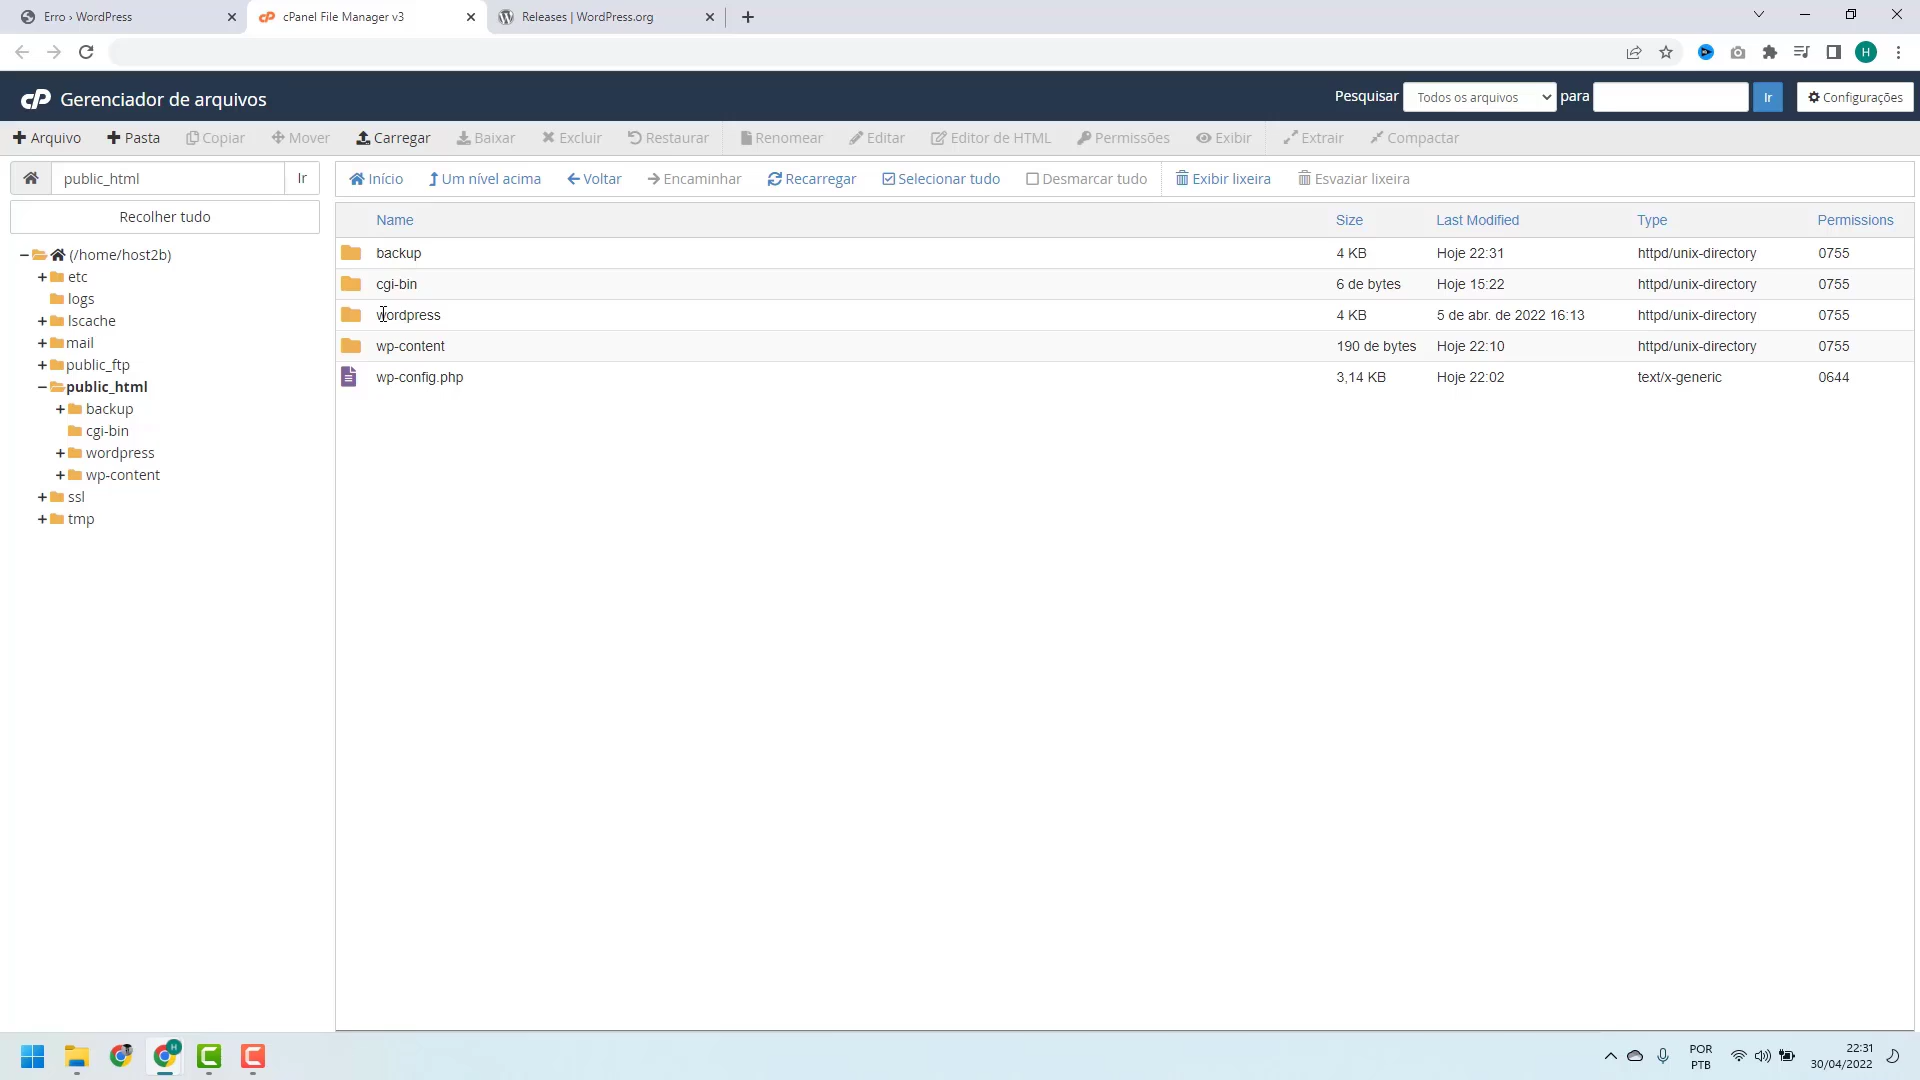 Erro › WordPress
cPanel File Manager v3
Releases | WordPress.org
H
cP Gerenciador de arquivos
Pesquisar Todos os arquivos para Ir Configurações
Arquivo Pasta Copiar Mover Carregar Baixar Excluir Restaurar Renomear Editar Editor de HTML Permissões Exibir Extrair Compactar
public_html Ir
Início Um nível acima Voltar Encaminhar Recarregar Selecionar tudo Desmarcar tudo Exibir lixeira Esvaziar lixeira
Recolher tudo
(/home/host2b)
etc
logs
lscache
mail
public_ftp
public_html
backup
cgi-bin
wordpress
wp-content
ssl
tmp
Name Size Last Modified Type Permissions
backup 4 KB Hoje 22:31 httpd/unix-directory 0755
cgi-bin 6 de bytes Hoje 15:22 httpd/unix-directory 0755
wordpress 4 KB 5 de abr. de 2022 16:13 httpd/unix-directory 0755
wp-content 190 de bytes Hoje 22:10 httpd/unix-directory 0755
wp-config.php 3,14 KB Hoje 22:02 text/x-generic 0644
H
POR
PTB
22:31
30/04/2022